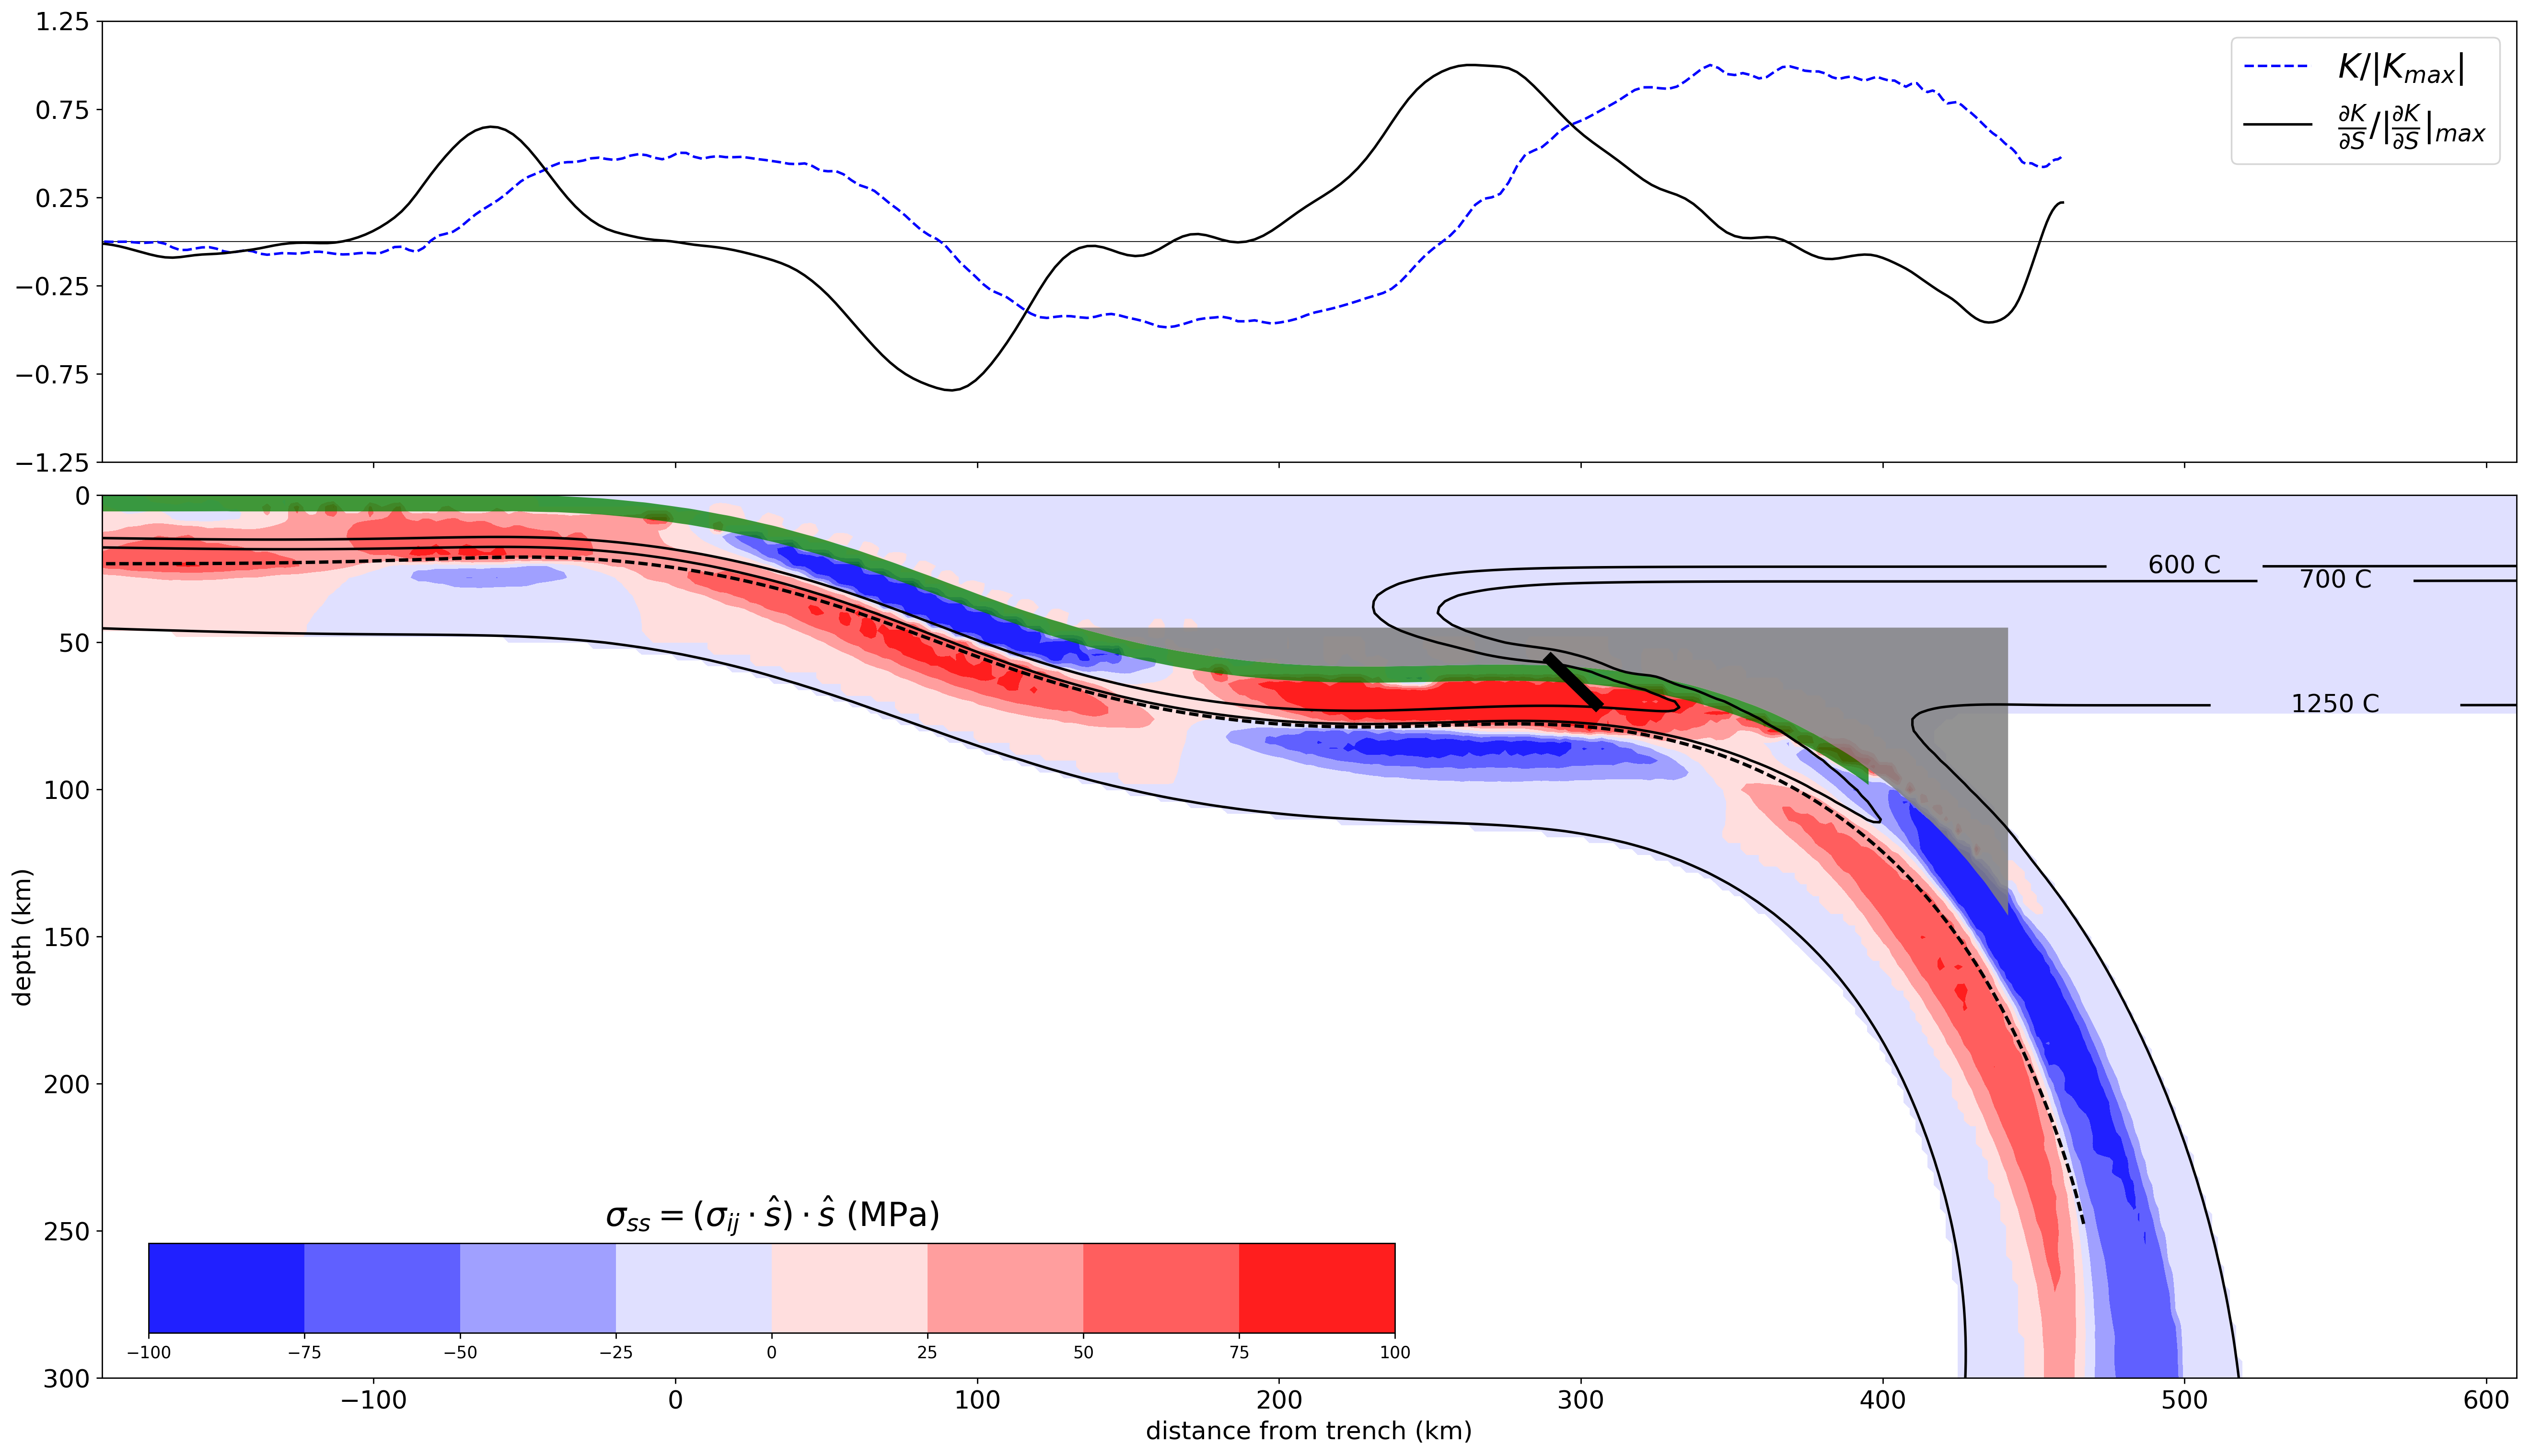 1.25
0.75
0.25
−0.25
−0.75
−1.25
K/|K_max|
∂K/∂S/|∂K/∂S|_max
0
50
100
150
200
250
300
depth (km)
600 C
700 C
1250 C
σ_ss = (σ_ij · ŝ) · ŝ (MPa)
−100 −75 −50 −25 0 25 50 75 100
−100 0 100 200 300 400 500 600
distance from trench (km)